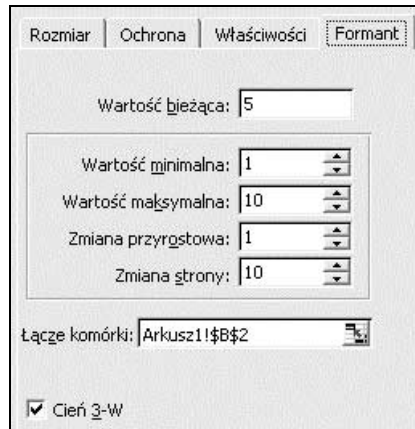 Rozmiar Ochrona Właściwości Formant
Wartość bieżąca: 5
Wartość minimalna: 1
Wartość maksymalna: 10
Zmiana przyrostowa: 1
Zmiana strony: 10
Łącze komórki: Arkusz1!$B$2
Cień 3-W